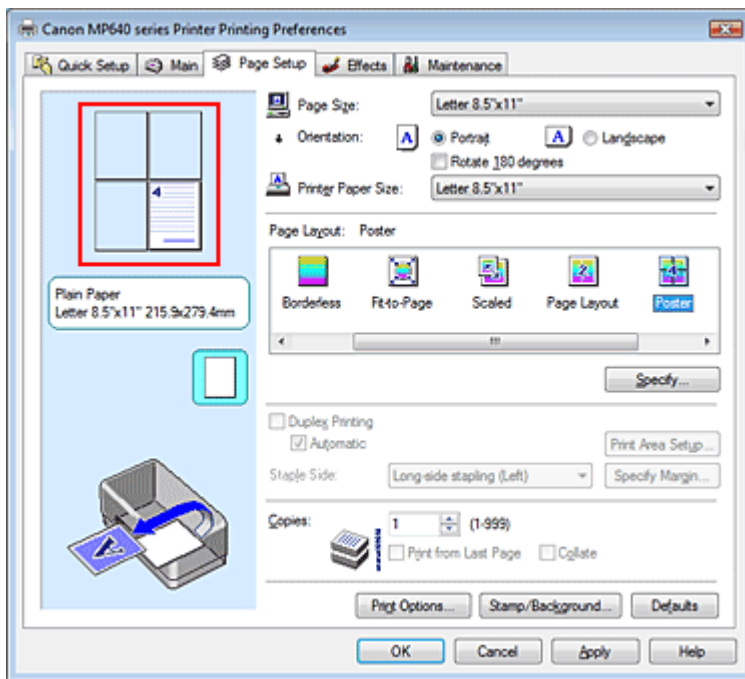 Canon MP640 series Printer Printing Preferences
Quick Setup Main Page Setup Effects Maintenance
Page Size: Letter 8.5"x11"
Orientation: A Portrait A Landscape
Rotate 180 degrees
Printer Paper Size: Letter 8.5"x11"
Page Layout: Poster
Borderless Fit-to-Page Scaled Page Layout Poster
4
Plain Paper
Letter 8.5"x11" 215.9x279.4mm
Specify...
Duplex Printing
Automatic
Print Area Setup...
Staple Side: Long-side stapling (Left) Specify Margin...
Copies: 1 (1-999)
Print from Last Page Collate
Print Options... Stamp/Background... Defaults
OK Cancel Apply Help